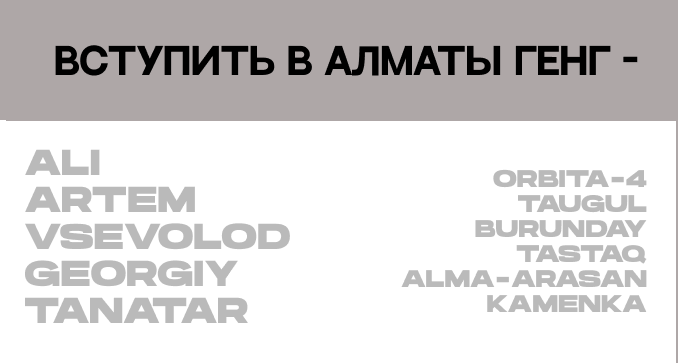 ВСТУПИТЬ В АЛМАТЫ ГЕНГ -
ALI
ARTEM
VSEVOLOD
GEORGIY
TANATAR
ORBITA-4
TAUGUL
BURUNDAY
TASTAQ
ALMA-ARASAN
KAMENKA